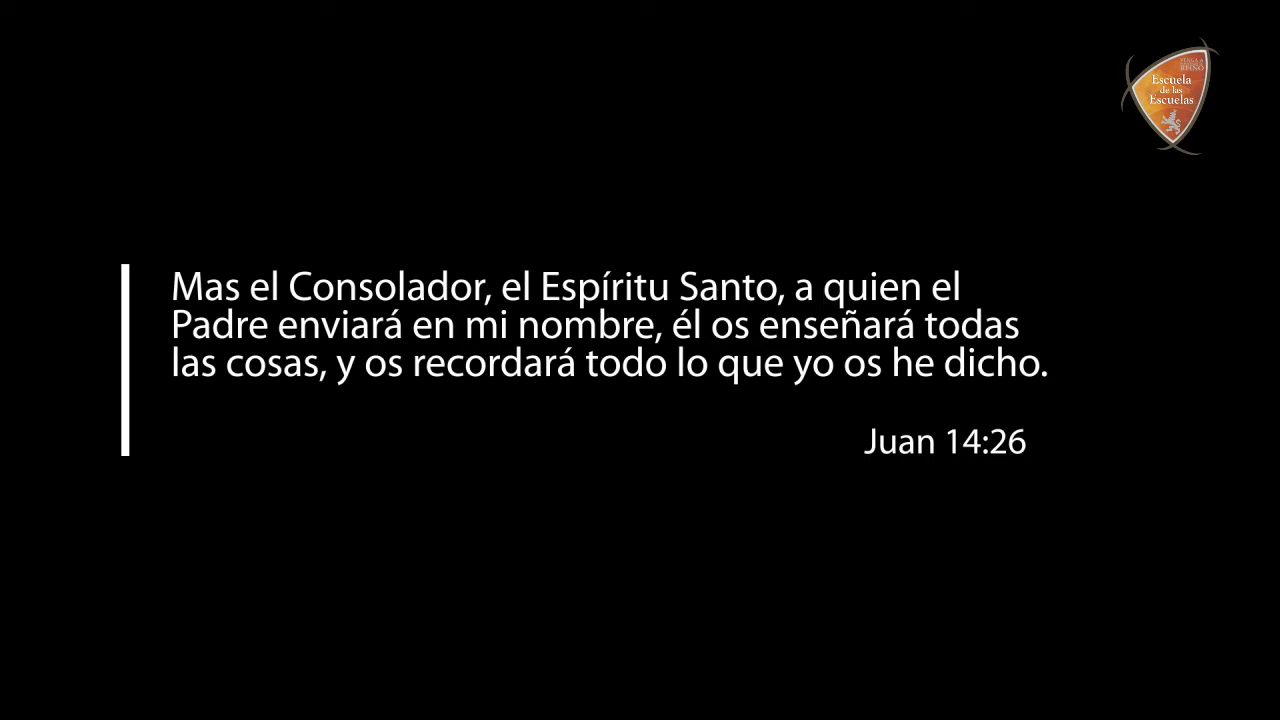 REINO
Escuela
de las
Escuelas
Mas el Consolador, el Espíritu Santo, a quien el
Padre enviará en mi nombre, él os enseñará todas
las cosas, y os recordará todo lo que yo os he dicho.
Juan 14:26